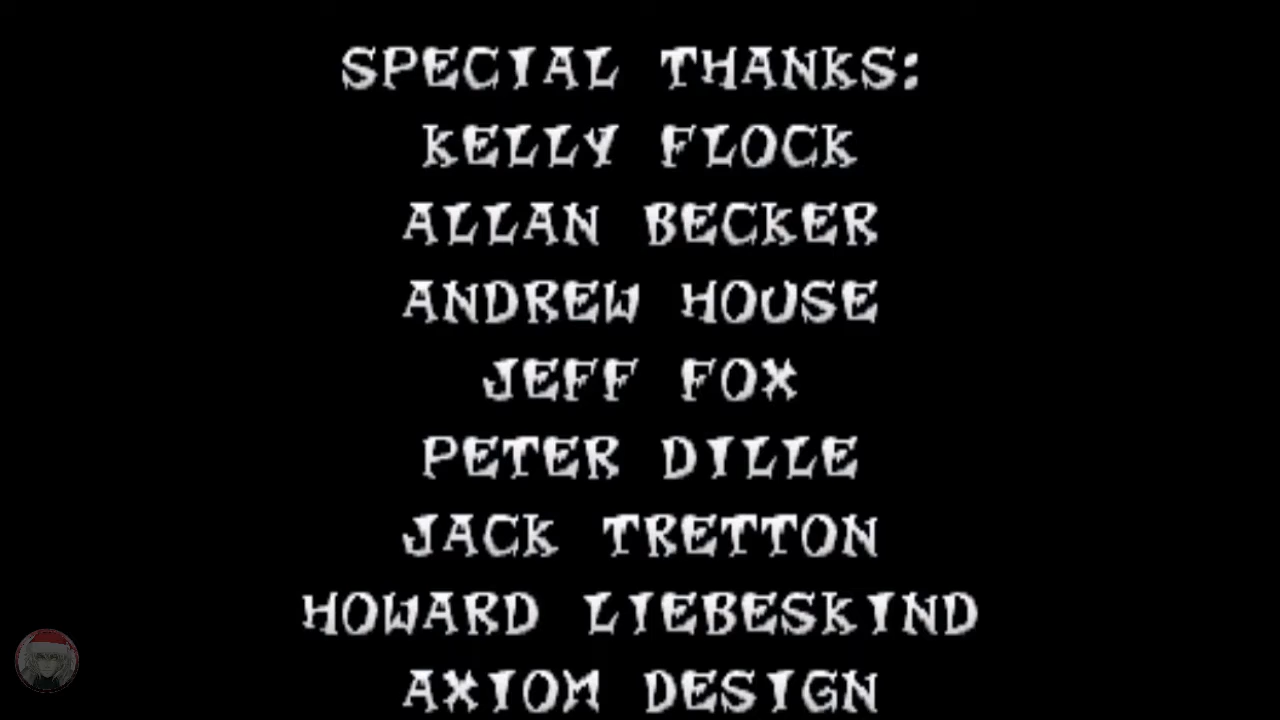 SPECIAL THANKS:
KELLY FLOCK
ALLAN BECKER
ANDREW HOUSE
JEFF FOX
PETER DILLE
JACK TRETTON
HOWARD LIEBESKIND
AXIOM DESIGN